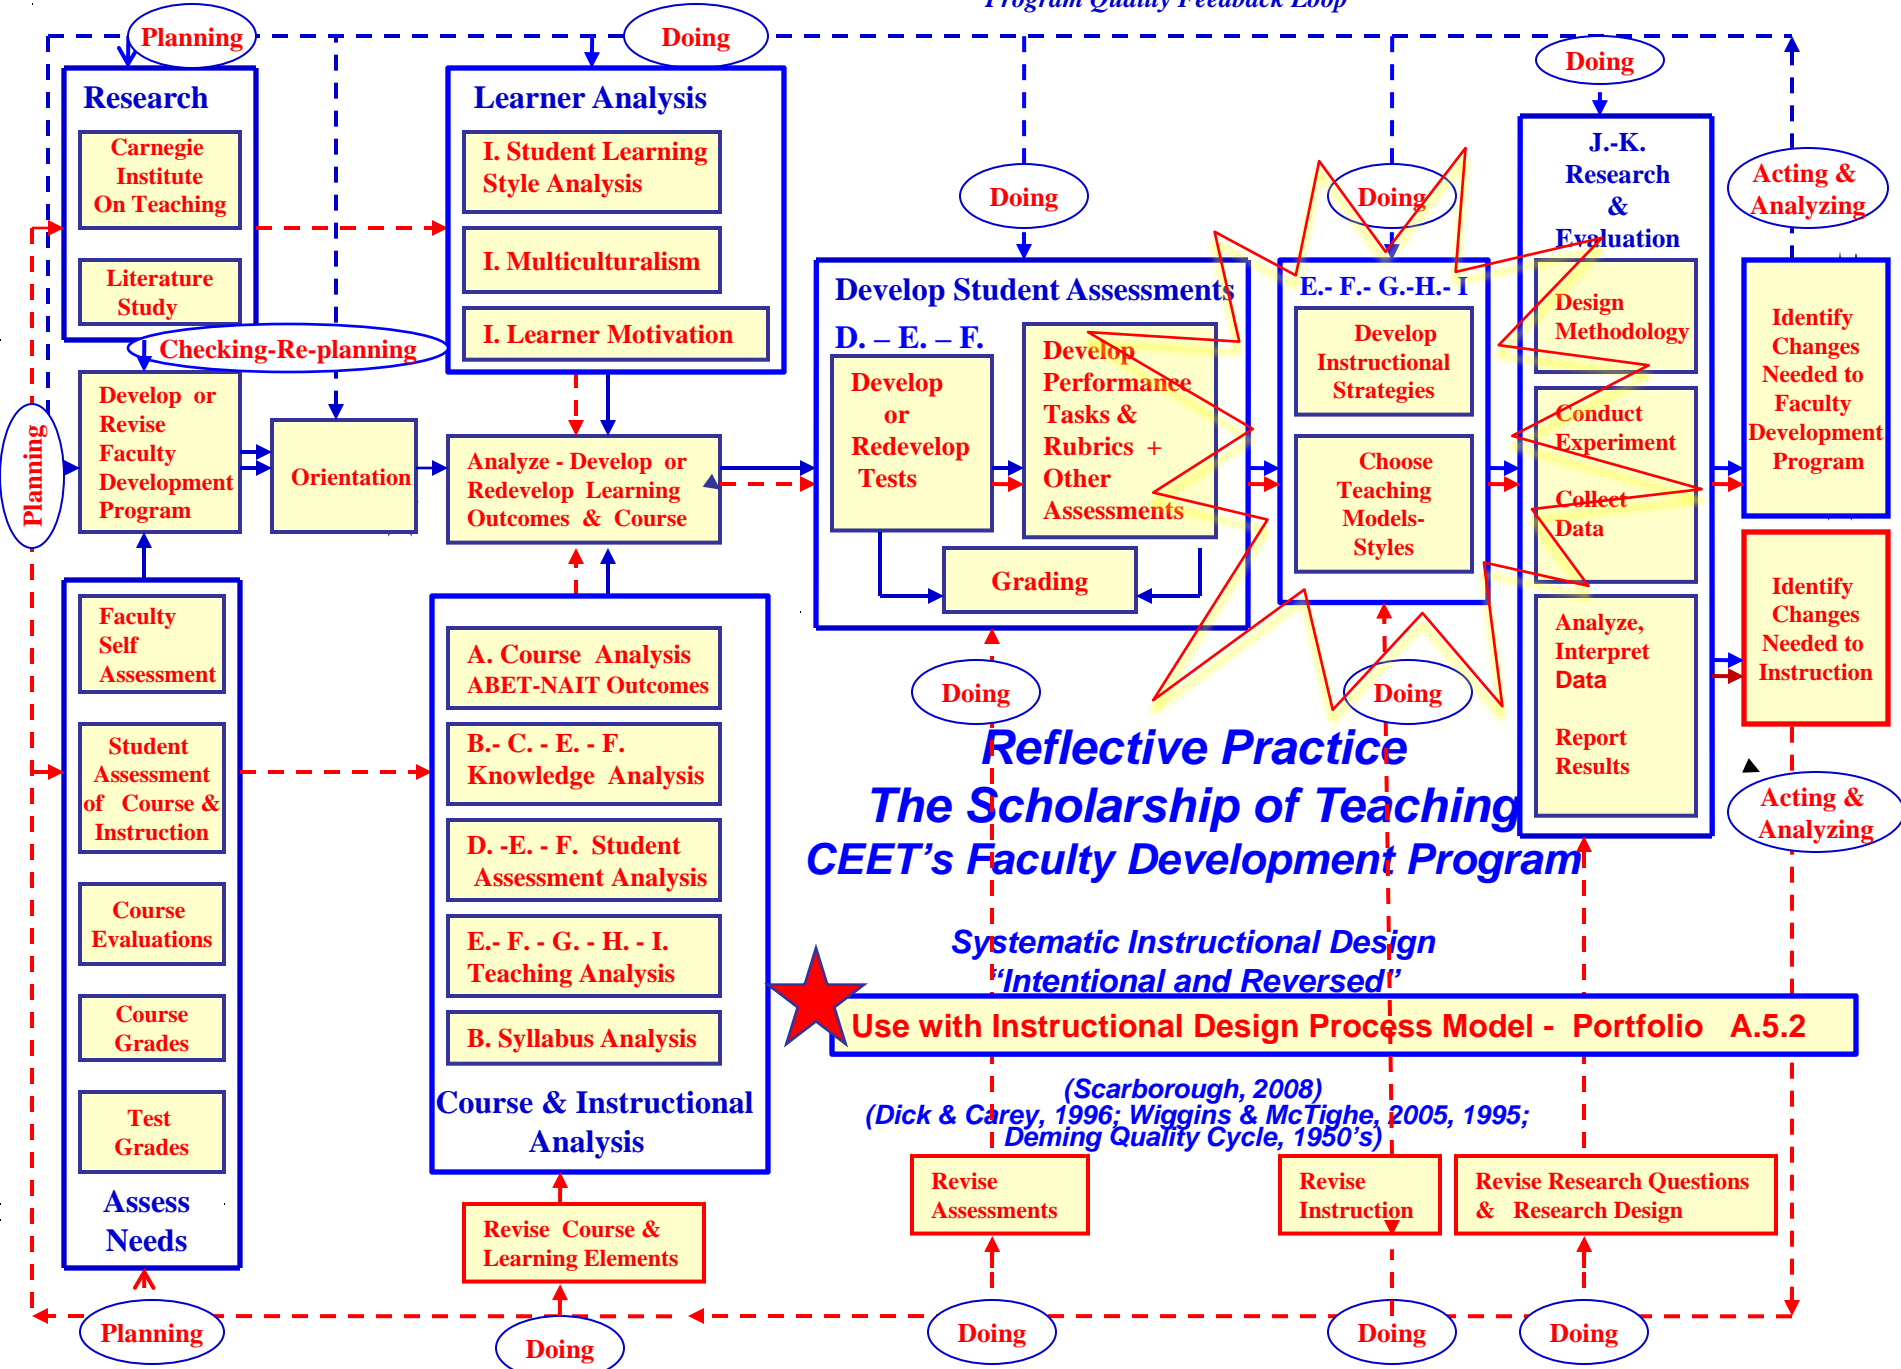 Program Quality Feedback Loop
Planning
Doing
Doing
Research
Carnegie
Institute
On Teaching
Literature
Study
Checking-Re-planning
Learner Analysis
I. Student Learning
Style Analysis
I. Multiculturalism
I. Learner Motivation
Doing
Doing
J.-K.
Research
&
Evaluation
Acting &
Analyzing
Planning
Develop or
Revise
Faculty
Development
Program
Orientation
Analyze - Develop or
Redevelop Learning
Outcomes & Course
Develop Student Assessments
D. – E. – F.
Develop
or
Redevelop
Tests
Develop
Performance
Tasks &
Rubrics +
Other
Assessments
Grading
E.- F.- G.-H.- I
Develop
Instructional
Strategies
Choose
Teaching
Models-
Styles
Design
Methodology
Conduct
Experiment
Collect
Data
Analyze,
Interpret
Data
Report
Results
Identify
Changes
Needed to
Faculty
Development
Program
Identify
Changes
Needed to
Instruction
Acting &
Analyzing
Faculty
Self
Assessment
Student
Assessment
of Course &
Instruction
Course
Evaluations
Course
Grades
Test
Grades
Assess
Needs
A. Course Analysis
ABET-NAIT Outcomes
B.- C. - E. - F.
Knowledge Analysis
D. -E. - F. Student
Assessment Analysis
E.- F. - G. - H. - I.
Teaching Analysis
B. Syllabus Analysis
Course & Instructional
Analysis
Doing
Doing
Reflective Practice
The Scholarship of Teaching
CEET's Faculty Development Program
Systematic Instructional Design
“Intentional and Reversed”
Use with Instructional Design Process Model - Portfolio A.5.2
(Scarborough, 2008)
(Dick & Carey, 1996; Wiggins & McTighe, 2005, 1995;
Deming Quality Cycle, 1950's)
Revise Course &
Learning Elements
Revise
Assessments
Revise
Instruction
Revise Research Questions
& Research Design
Planning
Doing
Doing
Doing
Doing